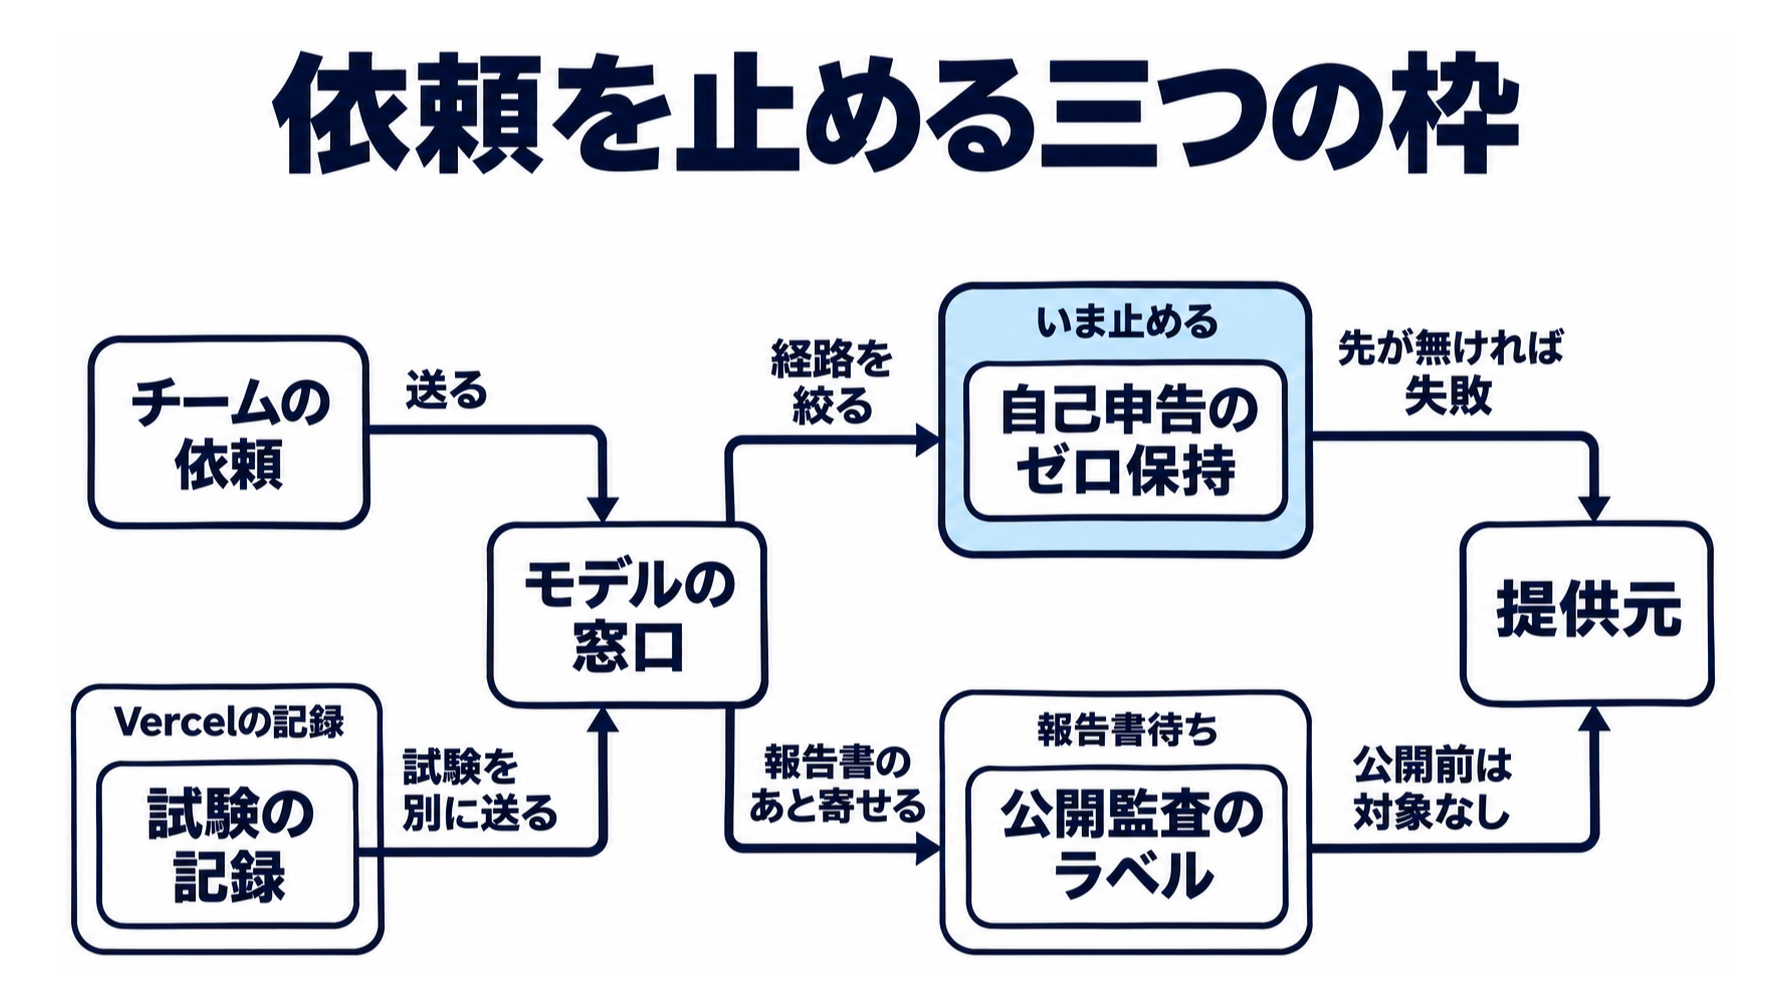 依頼を止める三つの枠
チームの
依頼
送る
モデルの
窓口
経路を
絞る
いま止める
自己申告の
ゼロ保持
先が無ければ
失敗
提供元
Vercelの記録
試験の
記録
試験を
別に送る
報告書の
あと寄せる
報告書待ち
公開監査の
ラベル
公開前は
対象なし